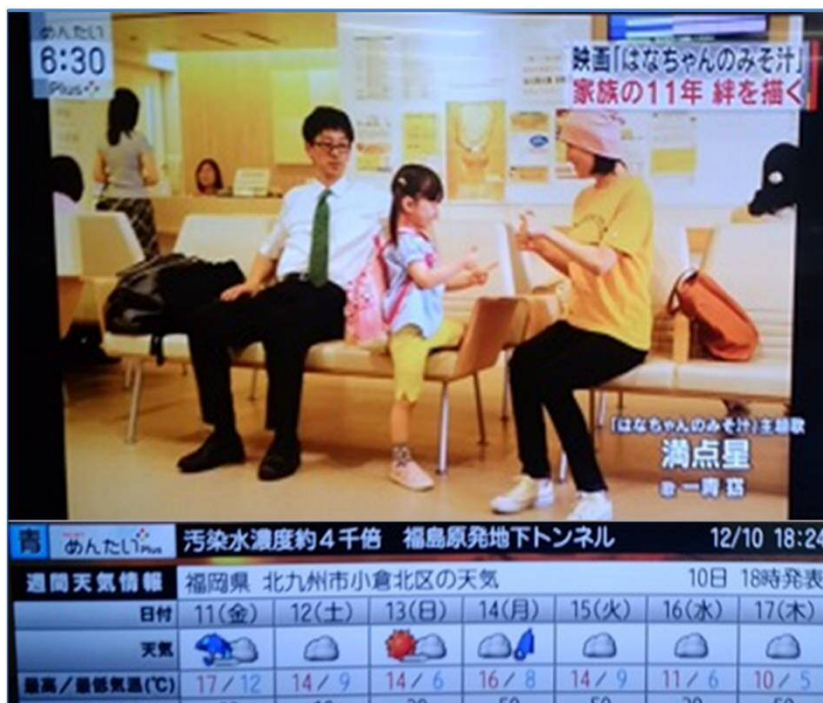 めんたい
6:30
Plus
映画「はなちゃんのみそ汁」
家族の11年 絆を描く
「はなちゃんのみそ汁」主題歌
満点星
歌 一青 窈
青 めんたいPlus 汚染水濃度約4千倍 福島原発地下トンネル 12/10 18:24
週間天気情報 福岡県 北九州市小倉北区の天気 10日 18時発表
日付 11(金) 12(土) 13(日) 14(月) 15(火) 16(水) 17(木)
天気
最高/最低気温(℃) 17/12 14/9 14/6 16/8 14/9 11/6 10/5